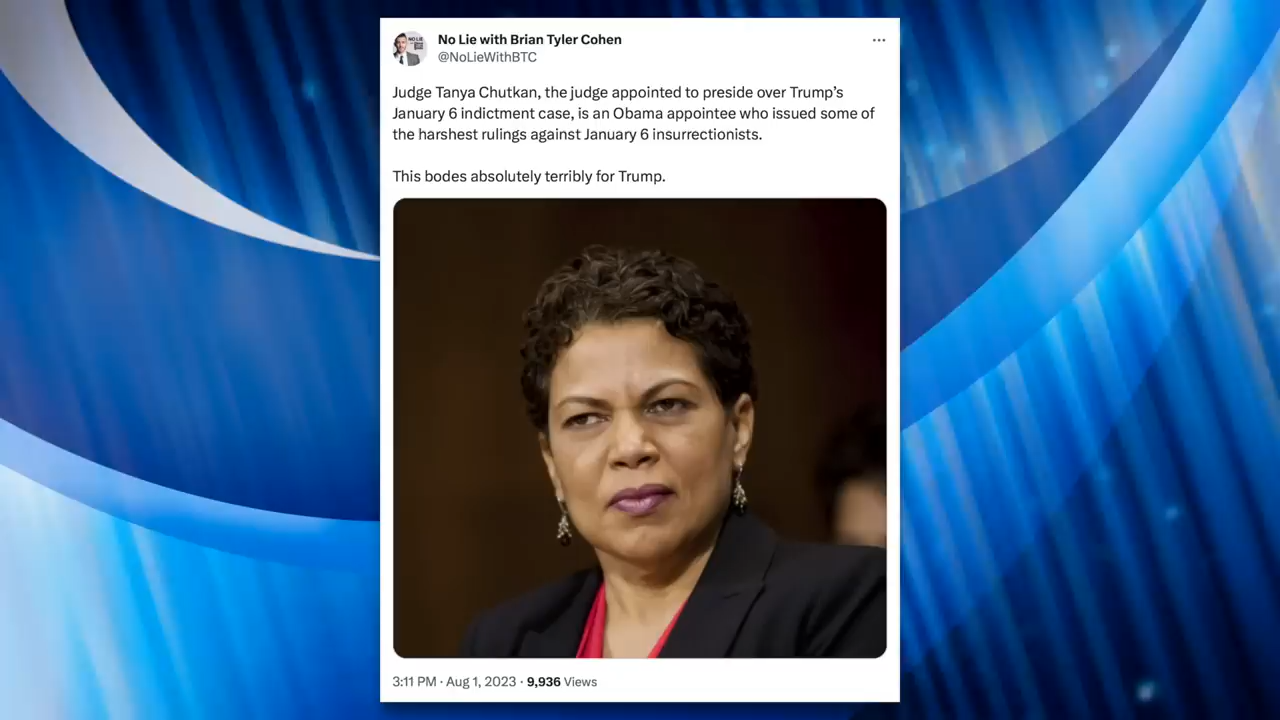 No Lie with Brian Tyler Cohen
@NoLieWithBTC
Judge Tanya Chutkan, the judge appointed to preside over Trump’s
January 6 indictment case, is an Obama appointee who issued some of
the harshest rulings against January 6 insurrectionists.
This bodes absolutely terribly for Trump.
3:11 PM · Aug 1, 2023 · 9,936 Views